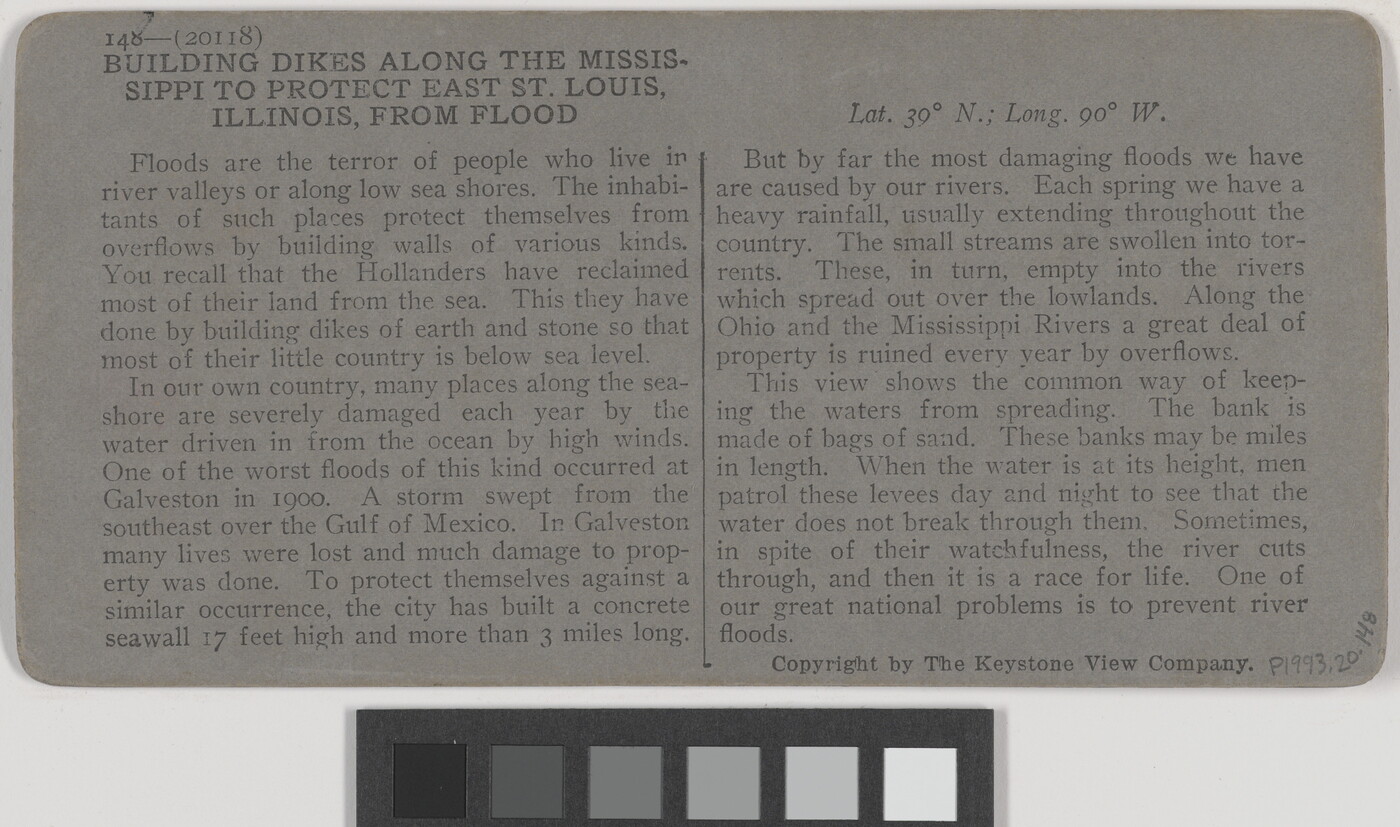 148—(20118)
BUILDING DIKES ALONG THE MISSIS-
SIPPI TO PROTECT EAST ST. LOUIS,
ILLINOIS, FROM FLOOD
Floods are the terror of people who live in
river valleys or along low sea shores. The inhabi-
tants of such places protect themselves from
overflows by building walls of various kinds.
You recall that the Hollanders have reclaimed
most of their land from the sea. This they have
done by building dikes of earth and stone so that
most of their little country is below sea level.
In our own country, many places along the sea-
shore are severely damaged each year by the
water driven in from the ocean by high winds.
One of the worst floods of this kind occurred at
Galveston in 1900. A storm swept from the
southeast over the Gulf of Mexico. In Galveston
many lives were lost and much damage to prop-
erty was done. To protect themselves against a
similar occurrence, the city has built a concrete
seawall 17 feet high and more than 3 miles long.
Lat. 39° N.; Long. 90° W.
But by far the most damaging floods we have
are caused by our rivers. Each spring we have a
heavy rainfall, usually extending throughout the
country. The small streams are swollen into tor-
rents. These, in turn, empty into the rivers
which spread out over the lowlands. Along the
Ohio and the Mississippi Rivers a great deal of
property is ruined every year by overflows.
This view shows the common way of keep-
ing the waters from spreading. The bank is
made of bags of sand. These banks may be miles
in length. When the water is at its height, men
patrol these levees day and night to see that the
water does not break through them. Sometimes,
in spite of their watchfulness, the river cuts
through, and then it is a race for life. One of
our great national problems is to prevent river
floods.
Copyright by The Keystone View Company.
P1993.20.148